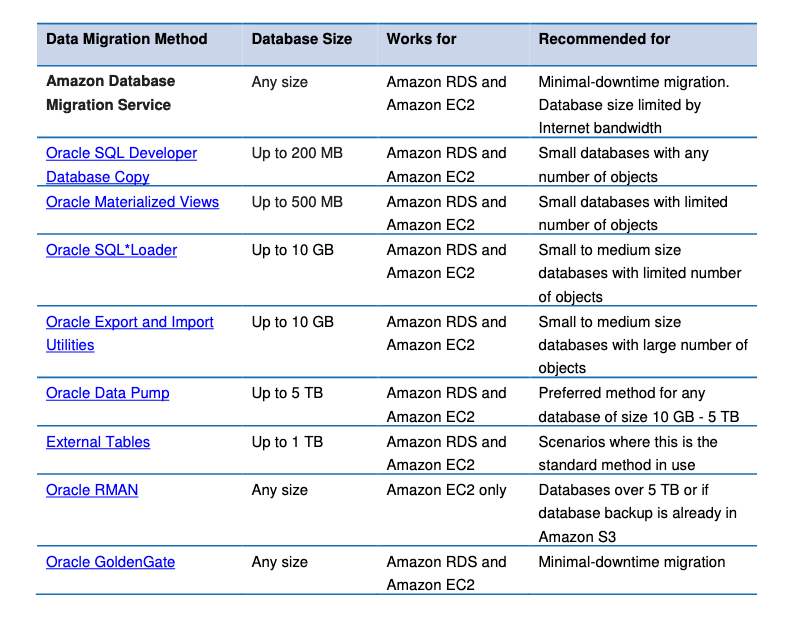 Data Migration Method Database Size Works for Recommended for
Amazon Database Any size Amazon RDS and Minimal-downtime migration.
Migration Service Amazon EC2 Database size limited by
Internet bandwidth
Oracle SQL Developer Up to 200 MB Amazon RDS and Small databases with any
Database Copy Amazon EC2 number of objects
Oracle Materialized Views Up to 500 MB Amazon RDS and Small databases with limited
Amazon EC2 number of objects
Oracle SQL*Loader Up to 10 GB Amazon RDS and Small to medium size
Amazon EC2 databases with limited number
of objects
Oracle Export and Import Up to 10 GB Amazon RDS and Small to medium size
Utilities Amazon EC2 databases with large number of
objects
Oracle Data Pump Up to 5 TB Amazon RDS and Preferred method for any
Amazon EC2 database of size 10 GB - 5 TB
External Tables Up to 1 TB Amazon RDS and Scenarios where this is the
Amazon EC2 standard method in use
Oracle RMAN Any size Amazon EC2 only Databases over 5 TB or if
database backup is already in
Amazon S3
Oracle GoldenGate Any size Amazon RDS and Minimal-downtime migration
Amazon EC2